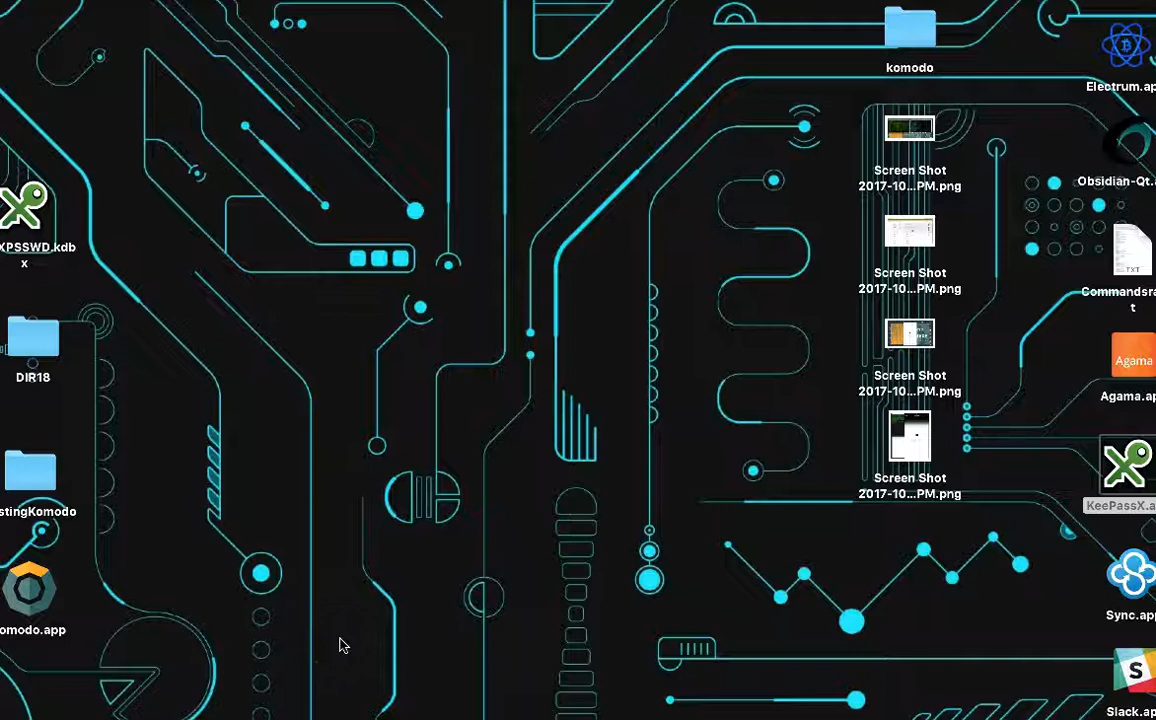 XPSSWD.kdb
x
DIR18
stingKomodo
omodo.app
komodo
Screen Shot
2017-10...PM.png
Screen Shot
2017-10...PM.png
Screen Shot
2017-10...PM.png
Screen Shot
2017-10...PM.png
Electrum.ap
Obsidian-Qt.a
TXT
Commandsra
t
Agama
Agama.ap
KeePassX.a
Sync.app
S
Slack.app